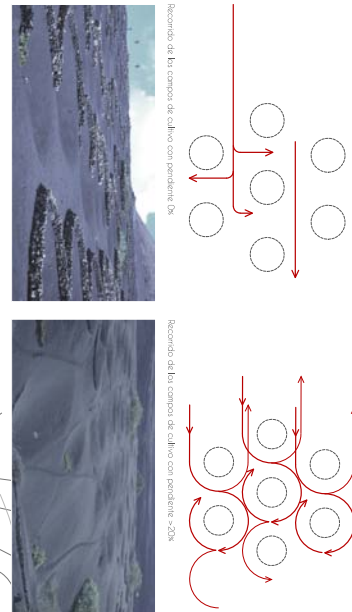 Recorrido de los campos de cultivo con pendiente 0%
Recorrido de los campos de cultivo con pendiente >20%